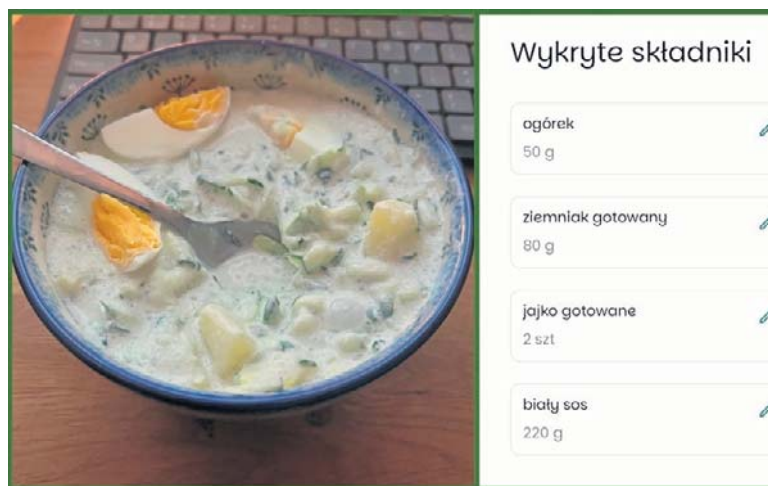 Wykryte składniki
ogórek
50 g
ziemniak gotowany
80 g
jajko gotowane
2 szt
biały sos
220 g